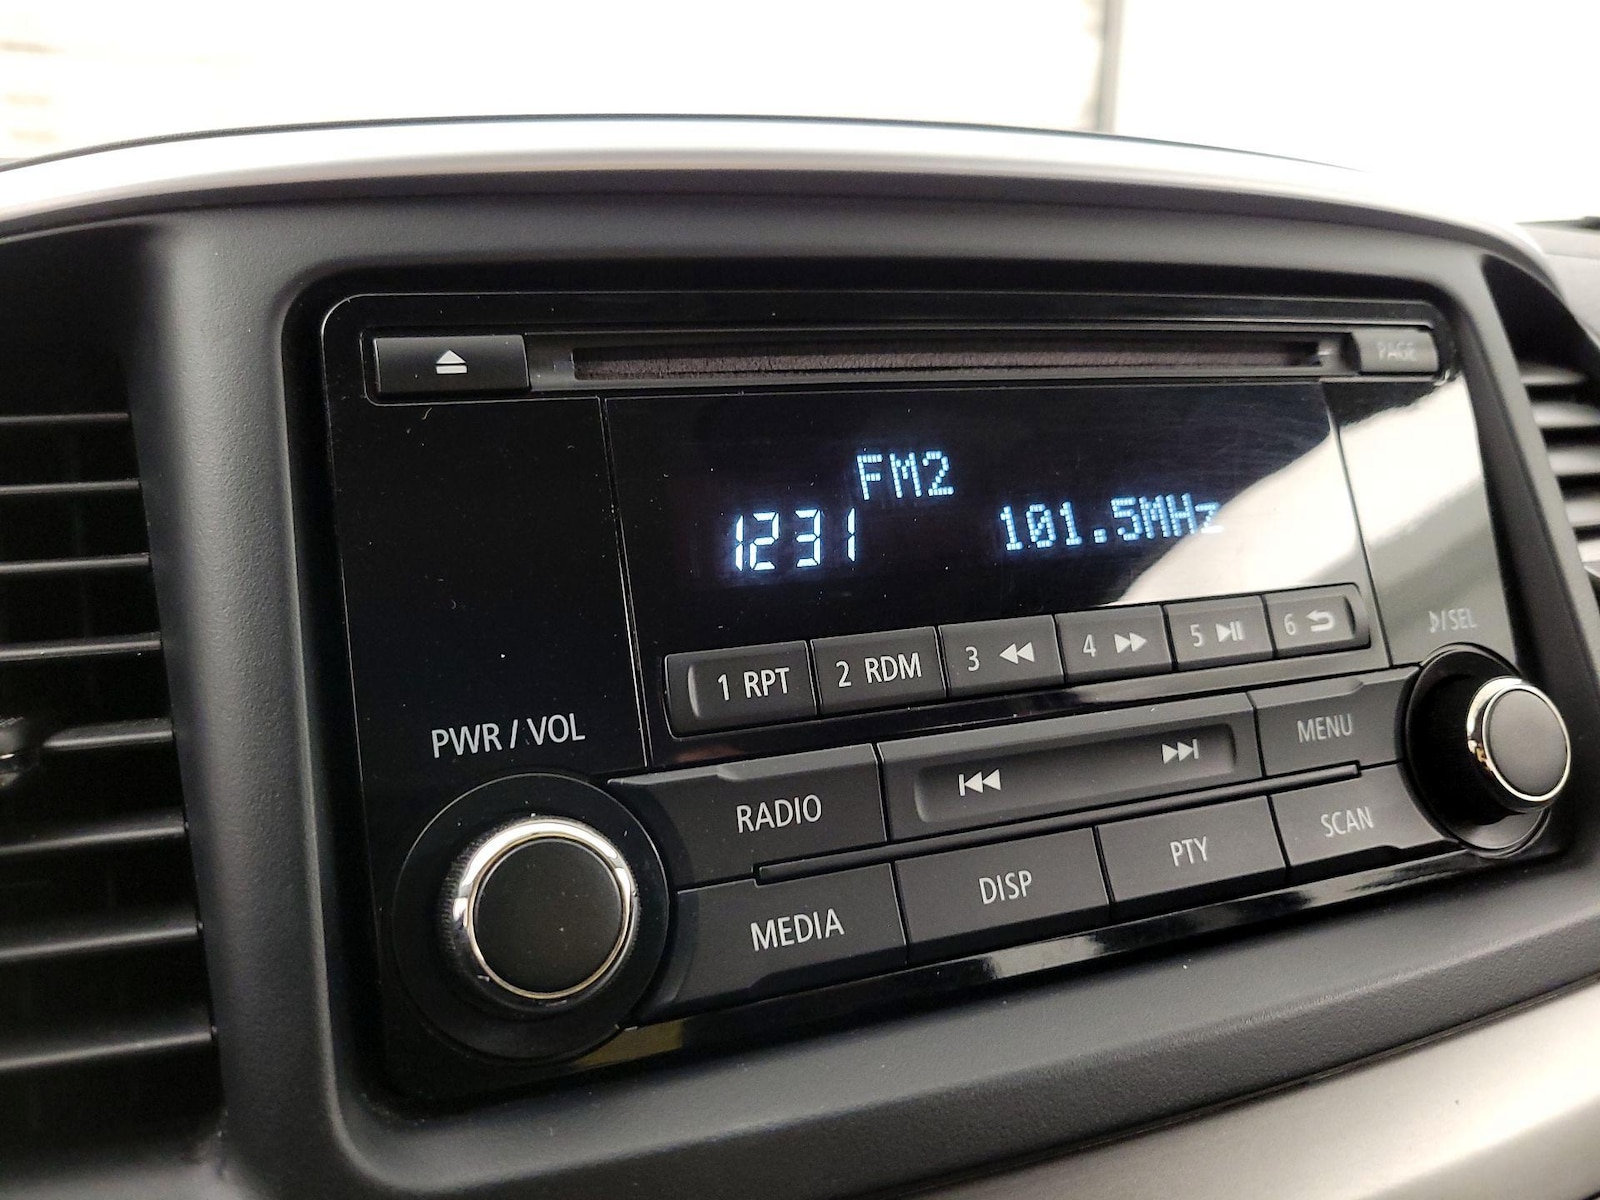 PAGE
FM2
1231 101.5MHz
1 RPT 2 RDM 3 4 5 6
♪/SEL
PWR / VOL
RADIO MENU
MEDIA DISP PTY SCAN